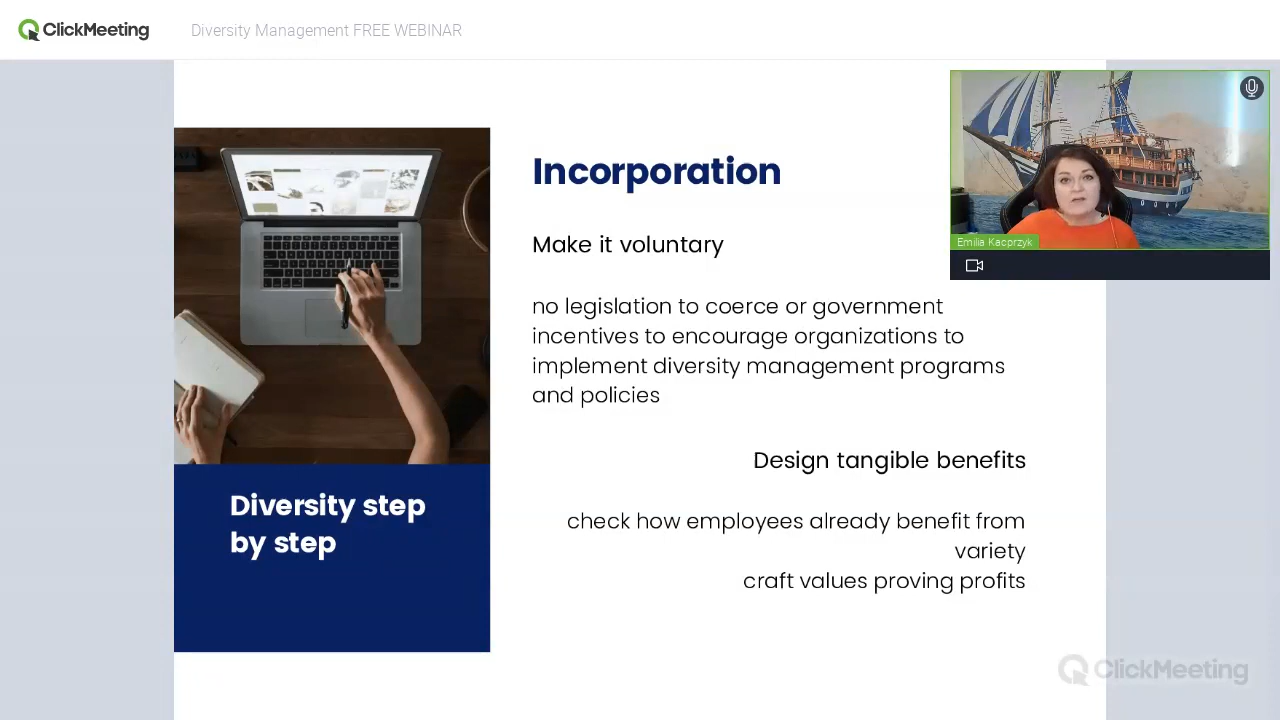 ClickMeeting
Diversity Management FREE WEBINAR
Incorporation
Make it voluntary
no legislation to coerce or government
incentives to encourage organizations to
implement diversity management programs
and policies
Design tangible benefits
check how employees already benefit from
variety
craft values proving profits
Diversity step
by step
Emilia Kacprzyk
ClickMeeting